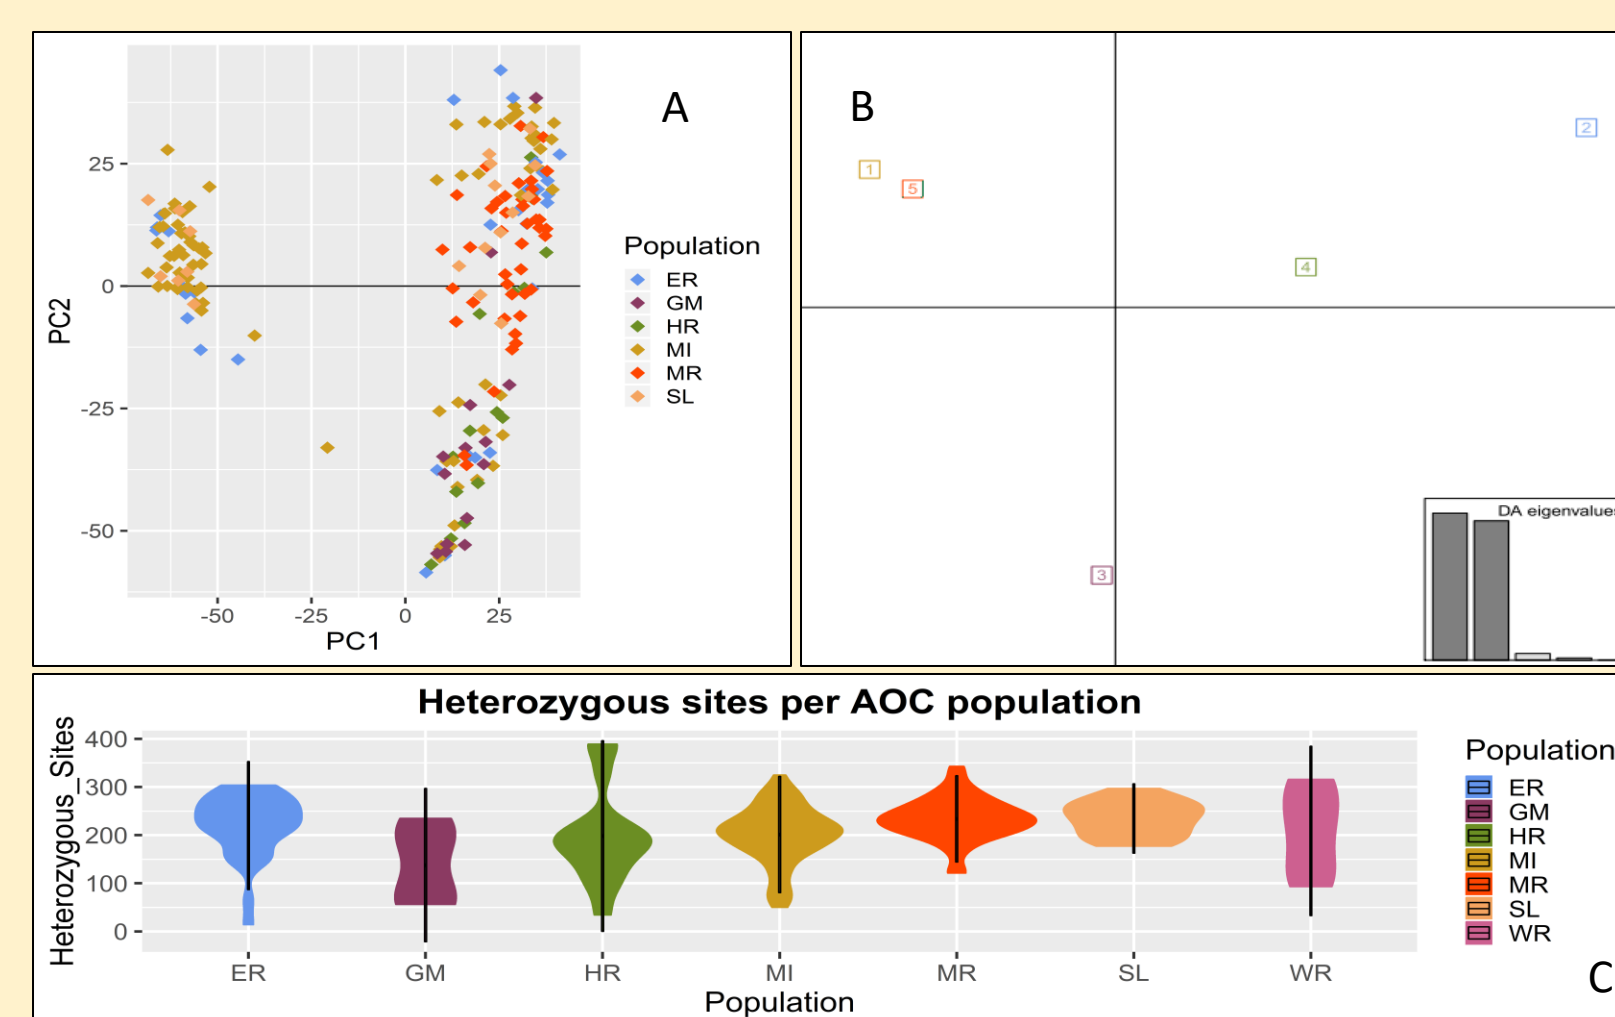 A
25
0
-25
-50
PC2
-50 -25 0 25
PC1
Population
ER
GM
HR
MI
MR
SL
B
1
5
2
4
3
DA eigenvalues
Heterozygous sites per AOC population
Heterozygous_Sites
400
300
200
100
0
ER GM HR MI MR SL WR
Population
Population
ER
GM
HR
MI
MR
SL
WR
C